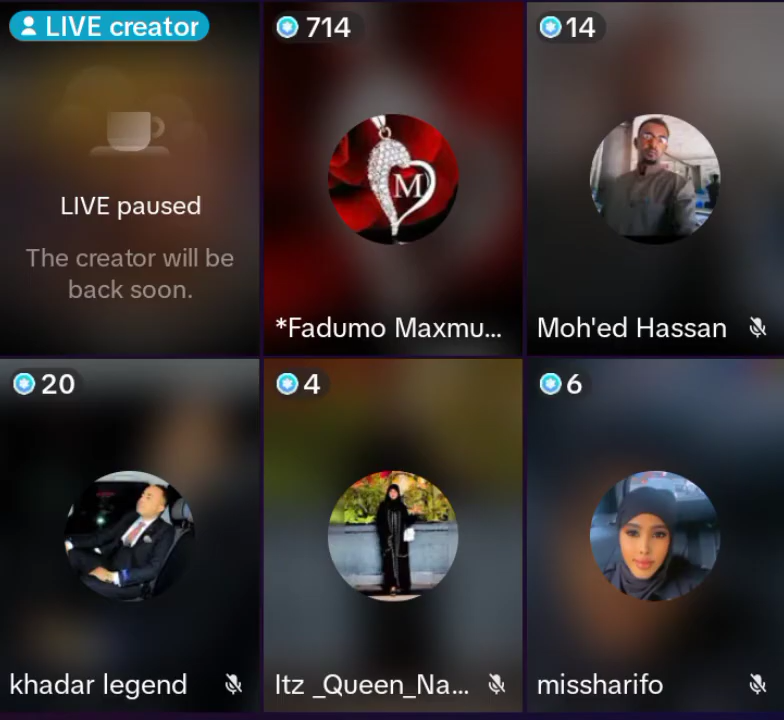 LIVE creator
714
14
LIVE paused
The creator will be
back soon.
M
*Fadumo Maxmu...
Moh'ed Hassan
20
4
6
khadar legend
Itz _Queen_Na...
missharifo